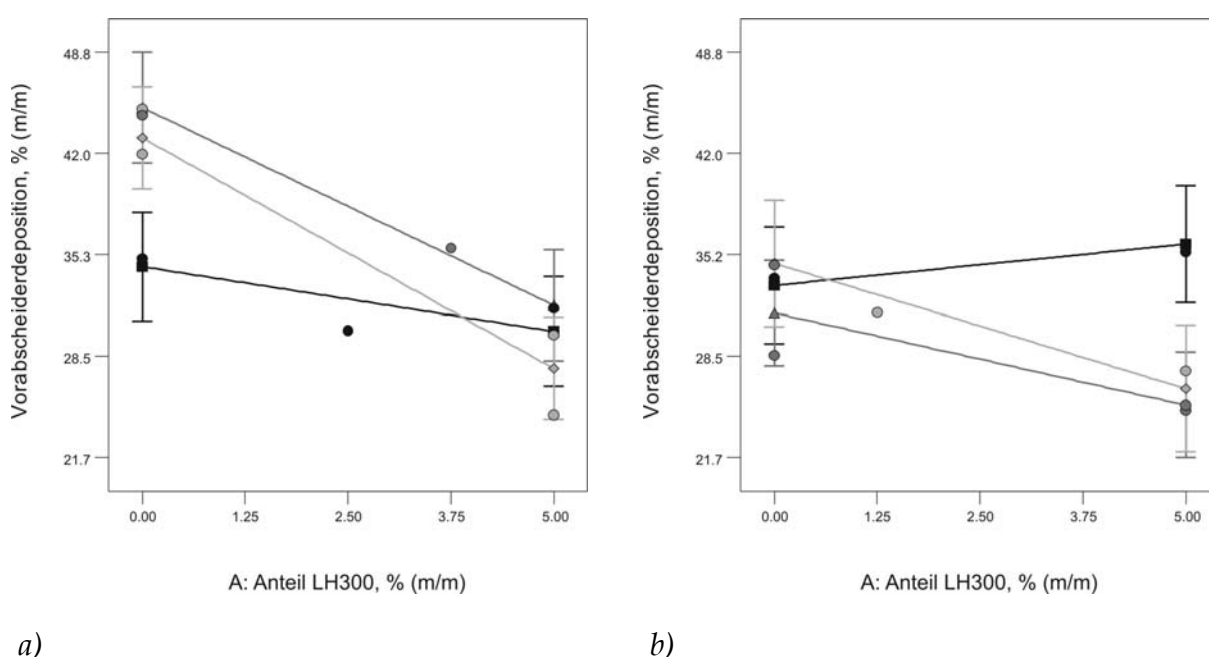 Vorabscheiderdeposition, % (m/m)
48.8
42.0
35.3
28.5
21.7
0.00 1.25 2.50 3.75 5.00
A: Anteil LH300, % (m/m)
a)
Vorabscheiderdeposition, % (m/m)
48.8
42.0
35.2
28.5
21.7
0.00 1.25 2.50 3.75 5.00
A: Anteil LH300, % (m/m)
b)